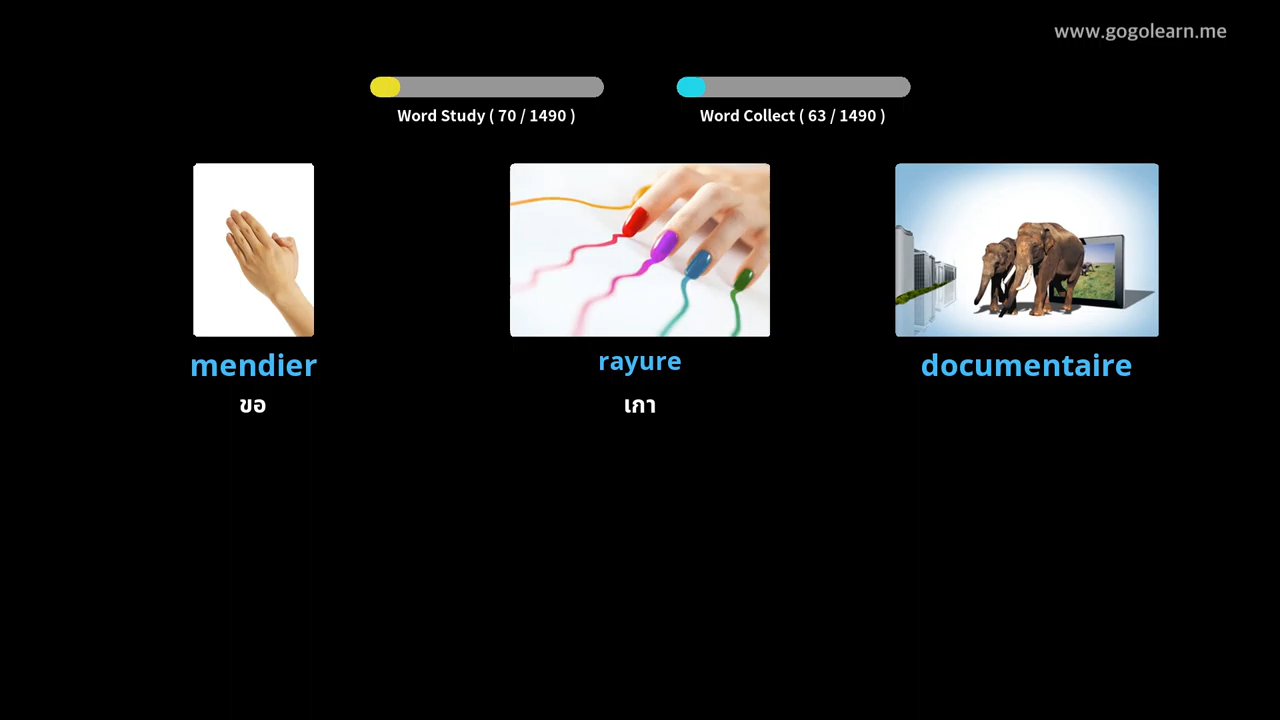 www.gogolearn.me
Word Study ( 70 / 1490 )
Word Collect ( 63 / 1490 )
mendier
rayure
documentaire
ขอ
เกา